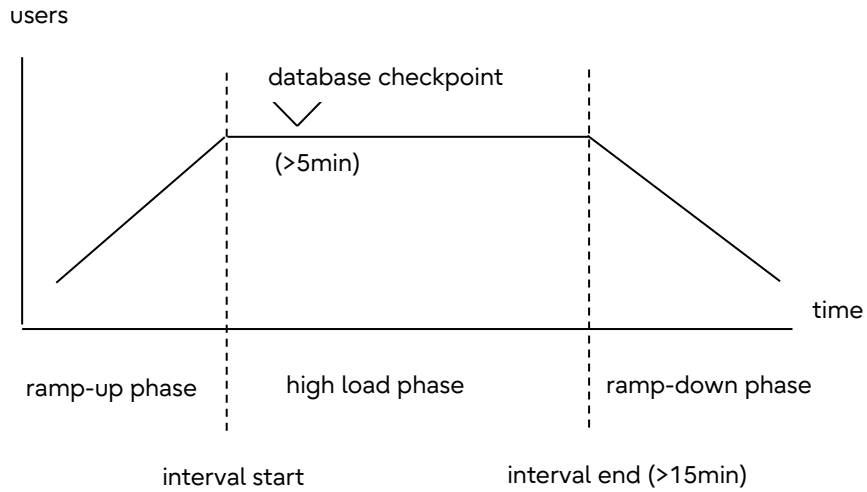 users
database checkpoint
(>5min)
time
ramp-up phase
high load phase
ramp-down phase
interval start
interval end (>15min)